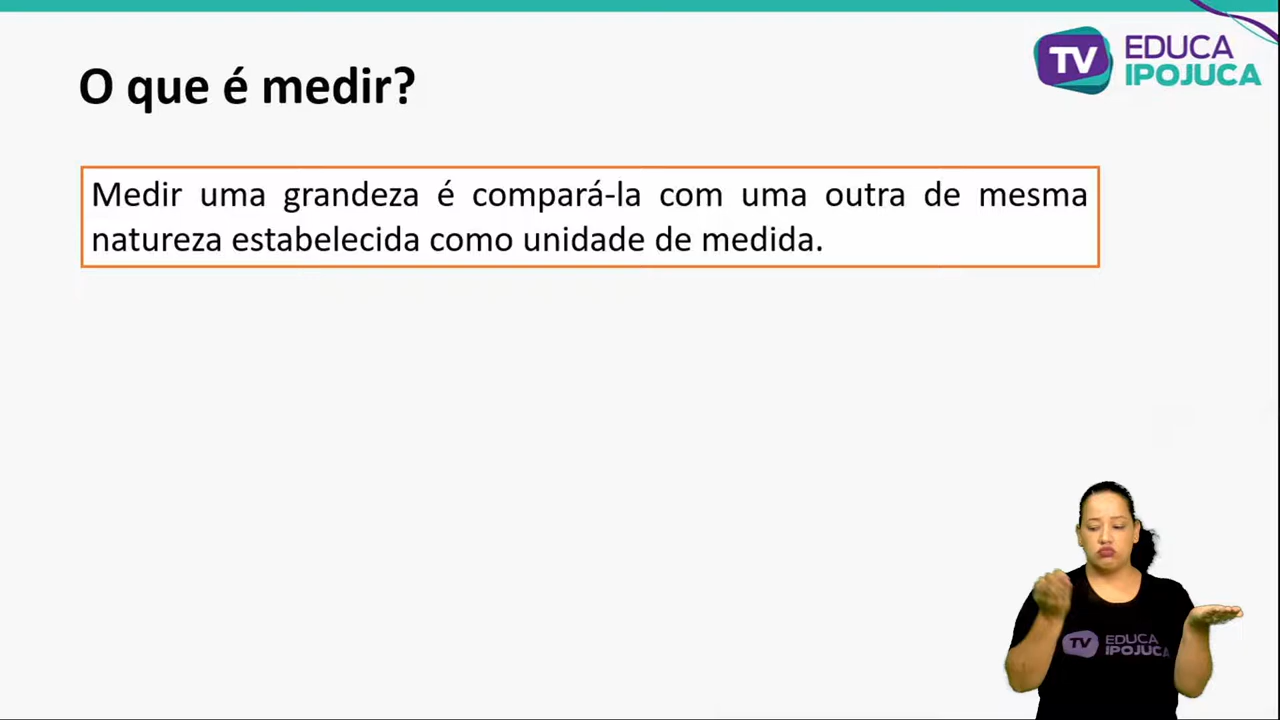 TV EDUCA
IPOJUCA
O que é medir?
Medir uma grandeza é compará-la com uma outra de mesma
natureza estabelecida como unidade de medida.
TV EDUCA
IPOJUCA